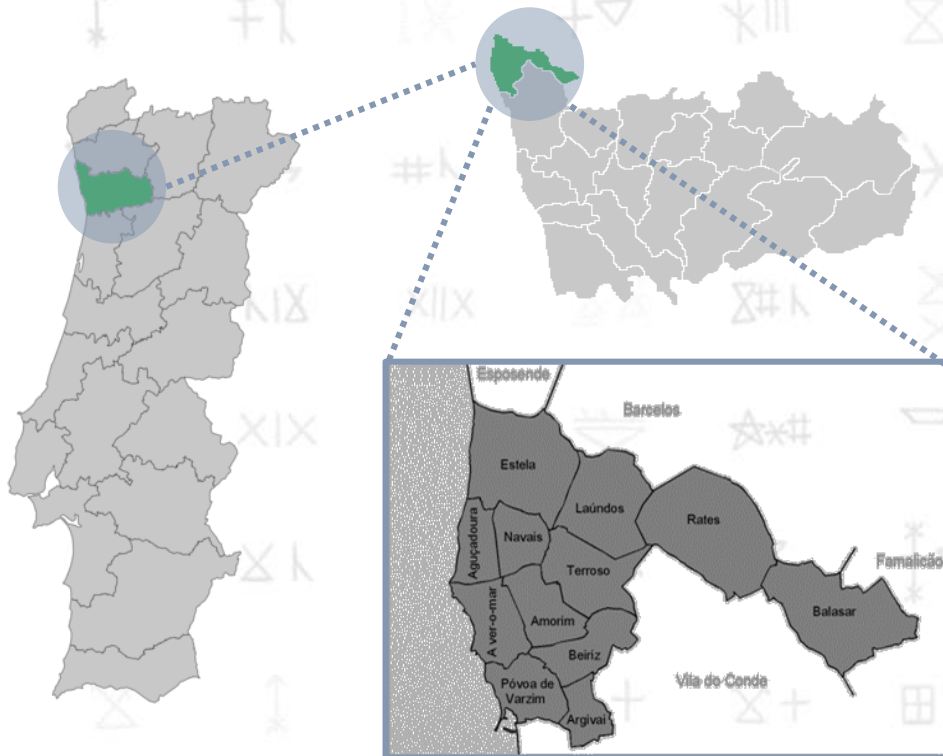 Esposende
Barcelos
Estela
Laúndos
Rates
Aguçadoura
Navais
Famalicão
Terroso
A ver-o-mar
Balasar
Amorim
Beiriz
Vila do Conde
Póvoa de
Varzim
Argivai